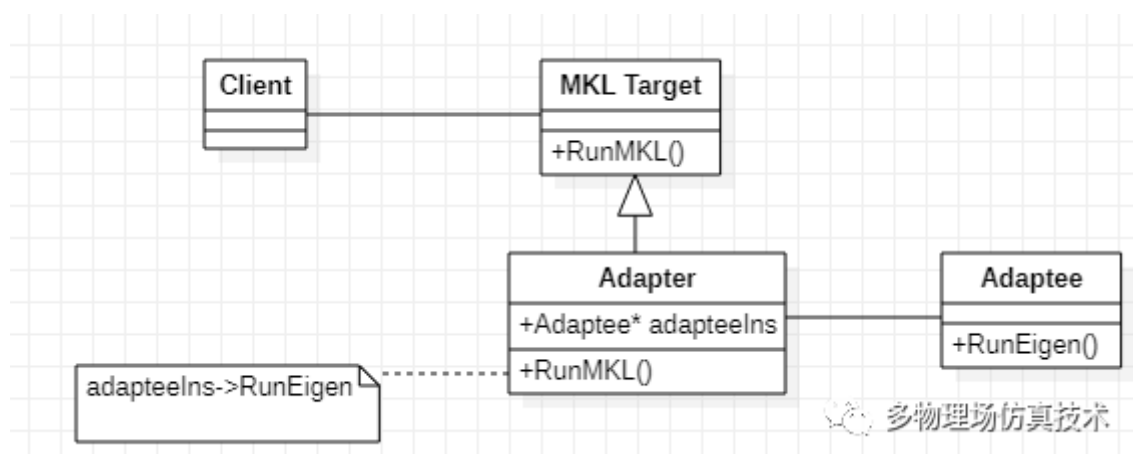 Client
MKL Target
+RunMKL()
Adapter
+Adaptee* adapteeIns
+RunMKL()
Adaptee
+RunEigen()
adapteeIns->RunEigen
多物理场仿真技术